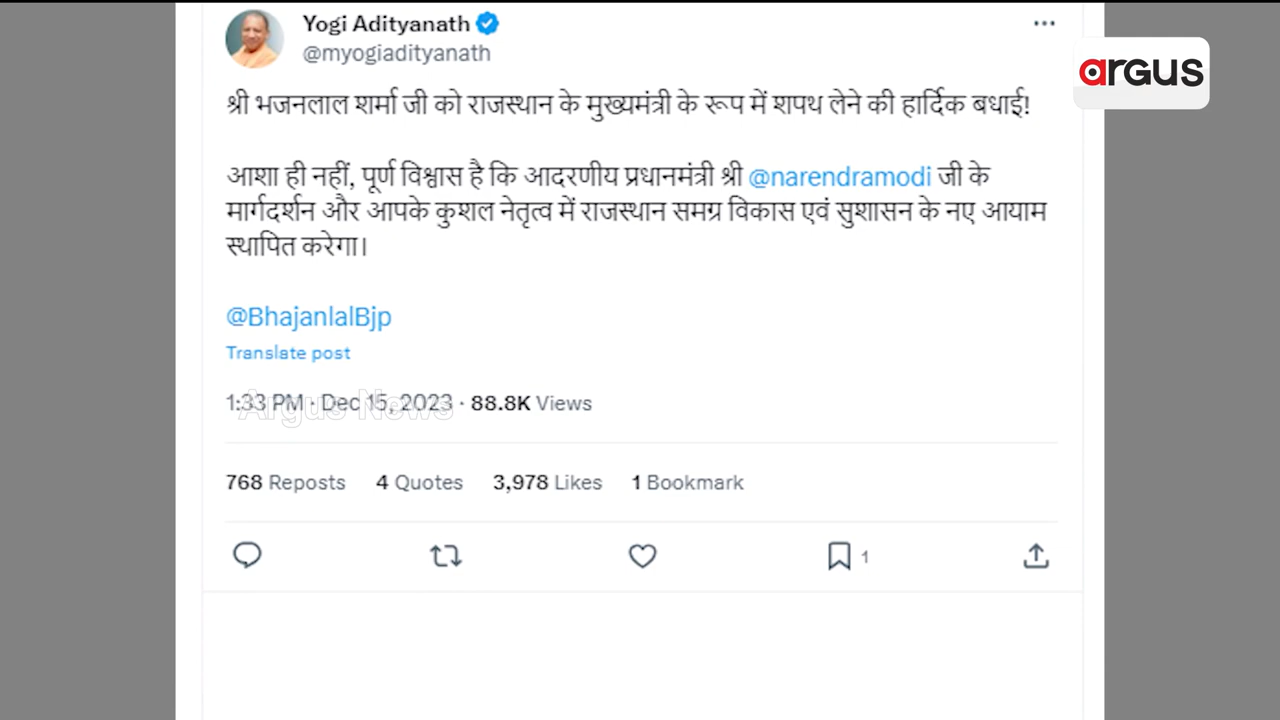 Yogi Adityanath
@myogiadityanath
argus
श्री भजनलाल शर्मा जी को राजस्थान के मुख्यमंत्री के रूप में शपथ लेने की हार्दिक बधाई!
आशा ही नहीं, पूर्ण विश्वास है कि आदरणीय प्रधानमंत्री श्री @narendramodi जी के
मार्गदर्शन और आपके कुशल नेतृत्व में राजस्थान समग्र विकास एवं सुशासन के नए आयाम
स्थापित करेगा।
@BhajanlalBjp
Translate post
1:33 PM · Dec 15, 2023 · 88.8K Views
Argus News
768 Reposts 4 Quotes 3,978 Likes 1 Bookmark
1